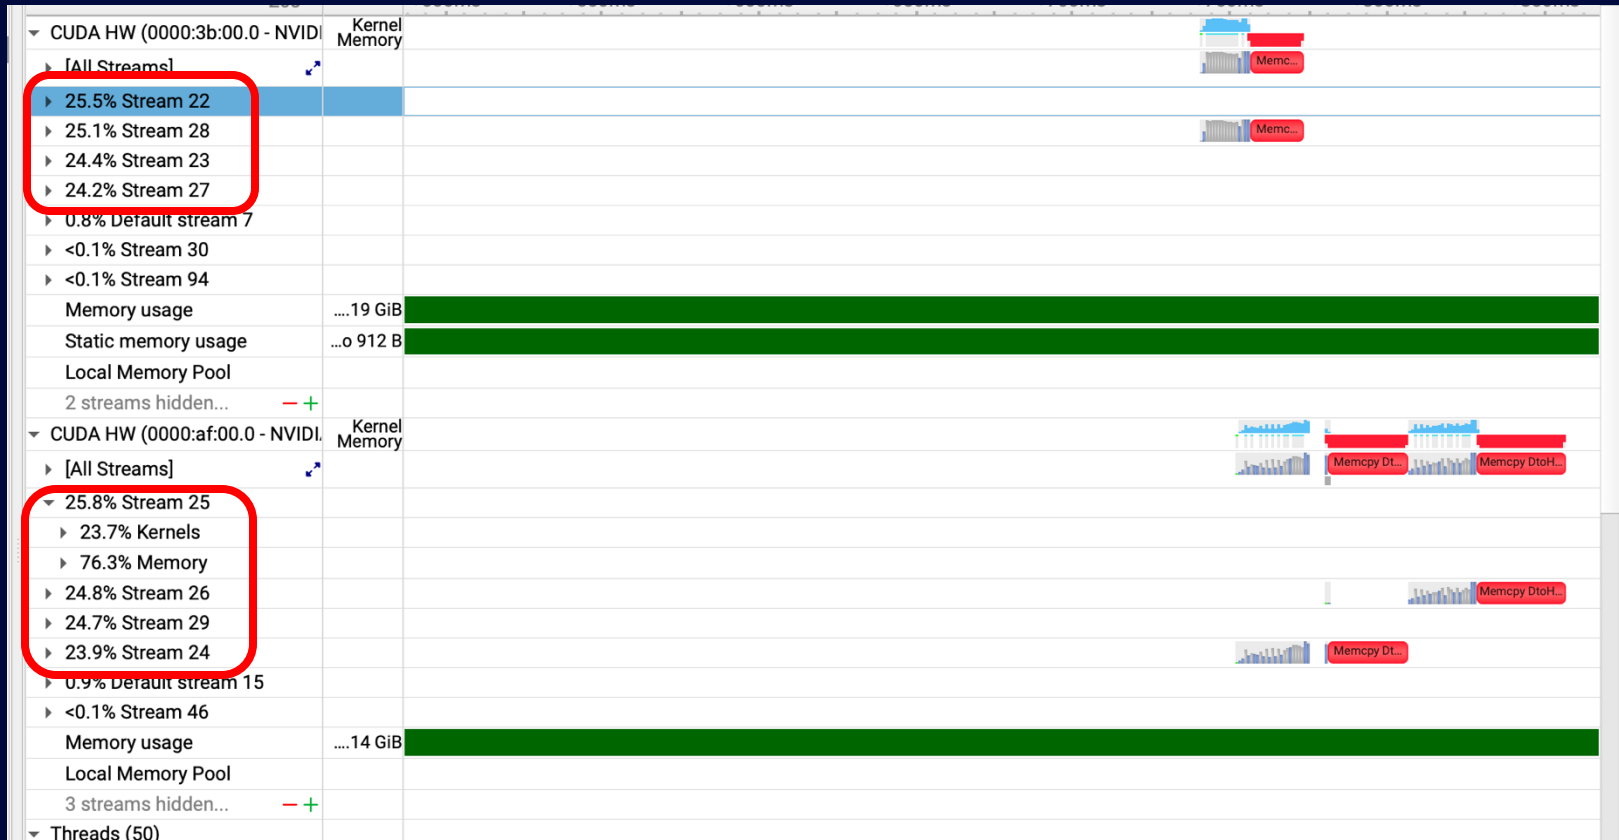 CUDA HW (0000:3b:00.0 - NVIDI
Kernel
Memory
[All Streams]
Memc...
25.5% Stream 22
25.1% Stream 28
Memc...
24.4% Stream 23
24.2% Stream 27
0.8% Default stream 7
<0.1% Stream 30
<0.1% Stream 94
Memory usage
....19 GiB
Static memory usage
...o 912 B
Local Memory Pool
2 streams hidden...
− +
CUDA HW (0000:af:00.0 - NVIDI
Kernel
Memory
[All Streams]
Memcpy Dt...
Memcpy DtoH...
25.8% Stream 25
23.7% Kernels
76.3% Memory
24.8% Stream 26
Memcpy DtoH...
24.7% Stream 29
23.9% Stream 24
Memcpy Dt...
0.9% Default stream 15
<0.1% Stream 46
Memory usage
....14 GiB
Local Memory Pool
3 streams hidden...
− +
Threads (50)